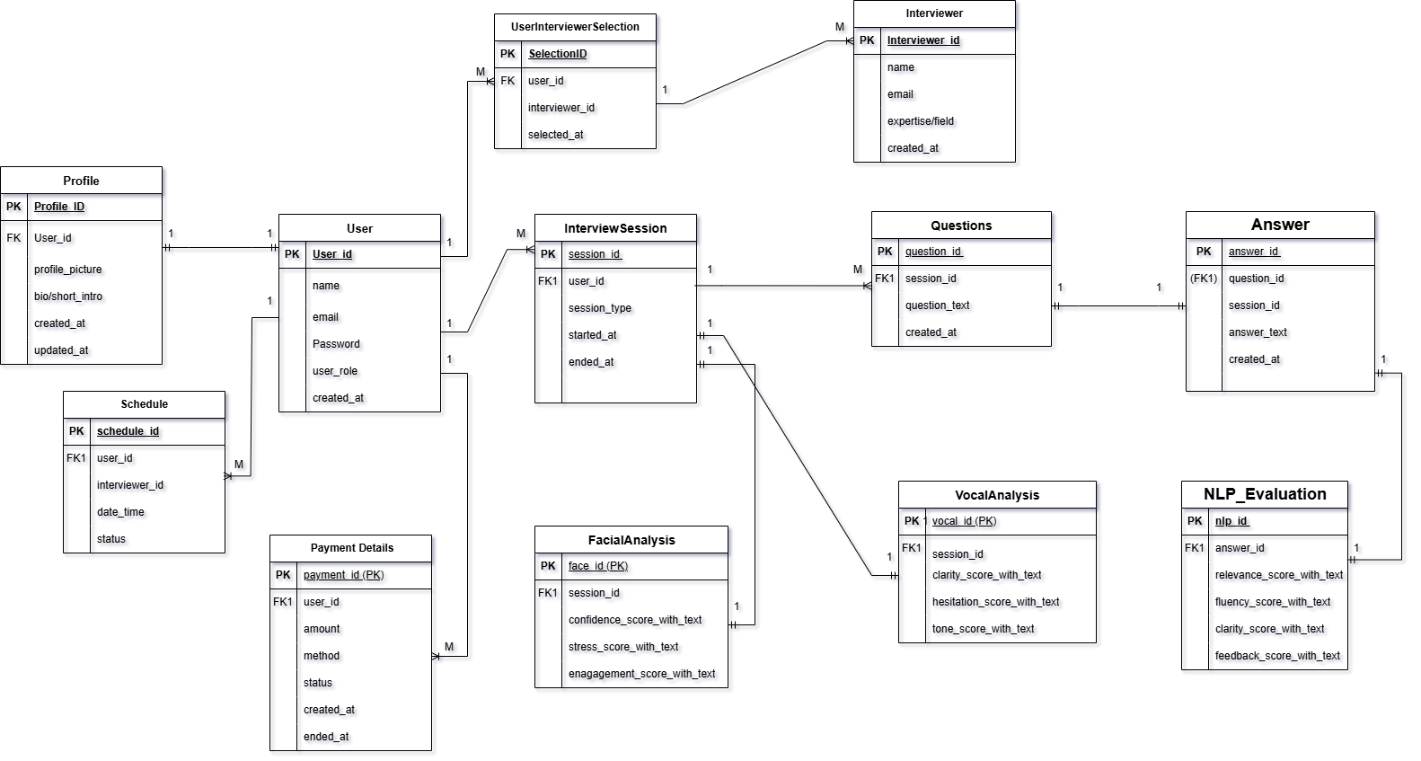 UserInterviewerSelection
PK SelectionID
FK user_id
interviewer_id
selected_at
Interviewer
PK Interviewer_id
name
email
expertise/field
created_at
M
1
M
1
Profile
PK Profile_ID
FK User_id
profile_picture
bio/short_intro
created_at
updated_at
1
1
User
PK User_id
name
email
Password
user_role
created_at
1
M
1
1
1
M
InterviewSession
PK session_id
FK1 user_id
session_type
started_at
ended_at
1
M
1
1
Questions
PK question_id
FK1 session_id
question_text
created_at
1
1
Answer
PK answer_id
(FK1) question_id
session_id
answer_text
created_at
1
Schedule
PK schedule_id
FK1 user_id
interviewer_id
date_time
status
M
Payment Details
PK payment_id (PK)
FK1 user_id
amount
method
status
created_at
ended_at
M
FacialAnalysis
PK face_id (PK)
FK1 session_id
confidence_score_with_text
stress_score_with_text
enagagement_score_with_text
1
VocalAnalysis
PK 1 vocal_id (PK)
FK1 session_id
clarity_score_with_text
hesitation_score_with_text
tone_score_with_text
1
NLP_Evaluation
PK nlp_id
FK1 answer_id
relevance_score_with_text
fluency_score_with_text
clarity_score_with_text
feedback_score_with_text
1